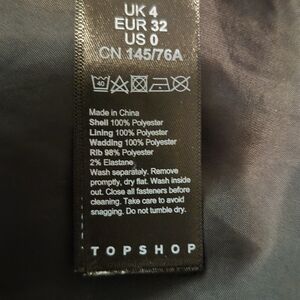 UK 4
EUR 32
US 0
CN 145/76A
40
Made in China
Shell 100% Polyester
Lining 100% Polyester
Wadding 100% Polyester
Rib 98% Polyester
2% Elastane
Wash separately. Remove
promptly, dry flat. Wash inside
out. Close all fasteners before
cleaning. Take care to avoid
snagging. Do not tumble dry.
TOPSHOP